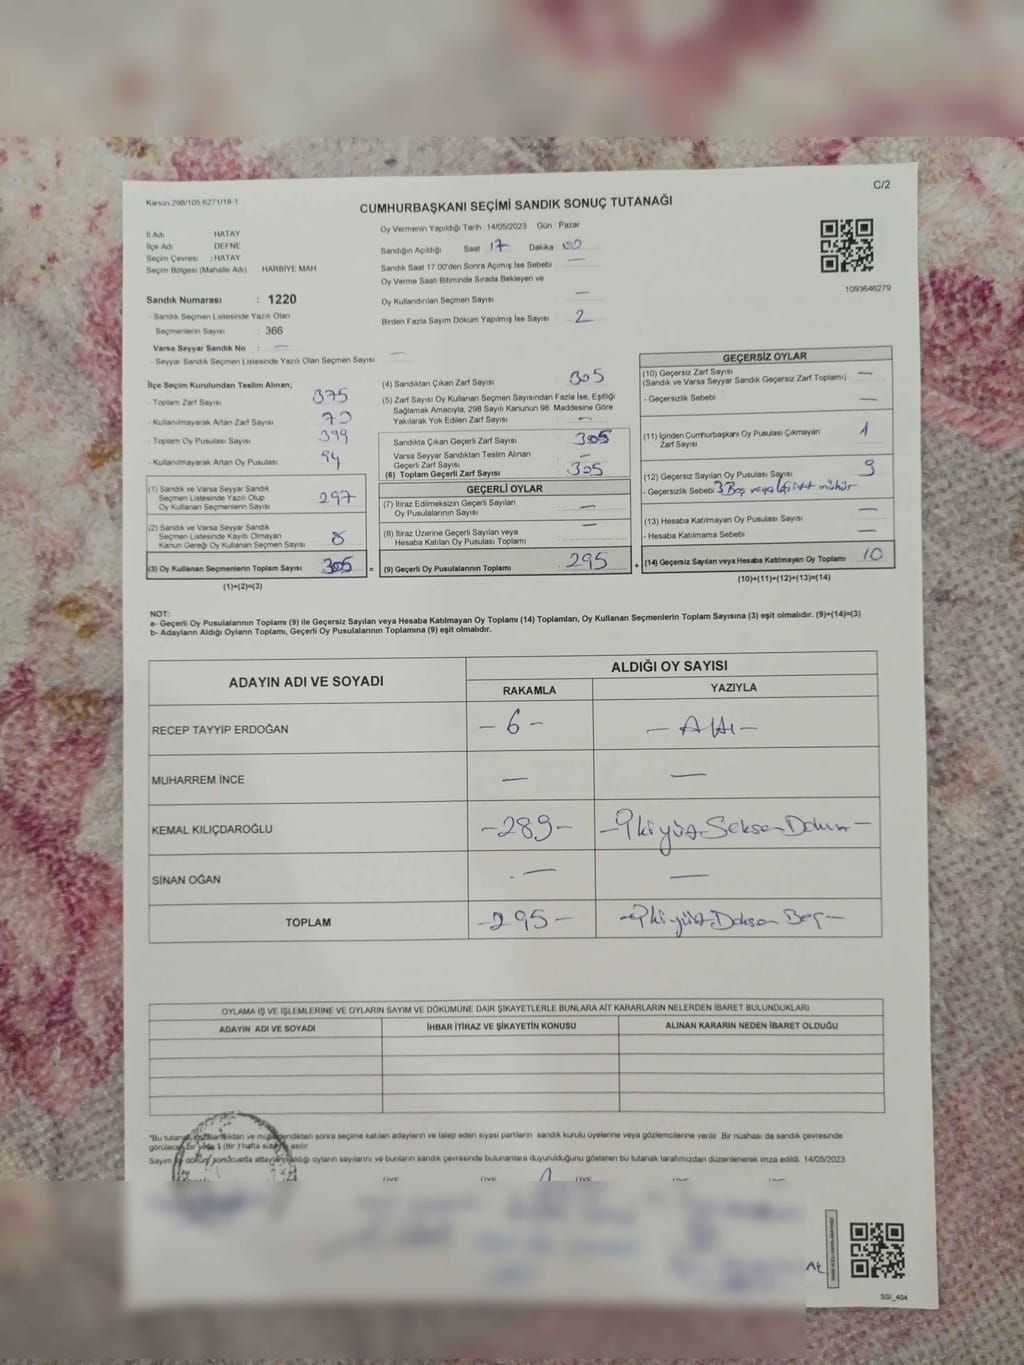 C/2
Kanun 298/105,6271/18-1
CUMHURBAŞKANI SEÇİMİ SANDIK SONUÇ TUTANAĞI
İl Adı HATAY
İlçe Adı DEFNE
Seçim Çevresi : HATAY
Seçim Bölgesi (Mahalle Adı) HARBİYE MAH
Sandık Numarası : 1220
- Sandık Seçmen Listesinde Yazılı Olan
Seçmenlerin Sayısı : 366
Varsa Seyyar Sandık No : —
- Seyyar Sandık Seçmen Listesinde Yazılı Olan Seçmen Sayısı —
Oy Vermenin Yapıldığı Tarih 14/05/2023 Gün Pazar
Sandığın Açıldığı Saat 17 Dakika 00
Sandık Saat 17.00'den Sonra Açılmış İse Sebebi —
Oy Verme Saati Bitiminde Sırada Bekleyen ve
Oy Kullandırılan Seçmen Sayısı —
Birden Fazla Sayım Döküm Yapılmış İse Sayısı 2
1093646279
İlçe Seçim Kurulundan Teslim Alınan;
- Toplam Zarf Sayısı 375
- Kullanılmayarak Artan Zarf Sayısı 70
- Toplam Oy Pusulası Sayısı 399
- Kullanılmayarak Artan Oy Pusulası 94
(1) Sandık ve Varsa Seyyar Sandık
Seçmen Listesinde Yazılı Olup
Oy Kullanan Seçmenlerin Sayısı 297
(2) Sandık ve Varsa Seyyar Sandık
Seçmen Listesinde Kayıtlı Olmayan
Kanun Gereği Oy Kullanan Seçmen Sayısı 8
(3) Oy Kullanan Seçmenlerin Toplam Sayısı 305
(1)+(2)=(3)
(4) Sandıktan Çıkan Zarf Sayısı 305
(5) Zarf Sayısı Oy Kullanan Seçmen Sayısından Fazla İse, Eşitliği
Sağlamak Amacıyla, 298 Sayılı Kanunun 98. Maddesine Göre
Yakılarak Yok Edilen Zarf Sayısı —
Sandıkta Çıkan Geçerli Zarf Sayısı 305
Varsa Seyyar Sandıktan Teslim Alınan
Geçerli Zarf Sayısı —
(6) Toplam Geçerli Zarf Sayısı 305
GEÇERLİ OYLAR
(7) İtiraz Edilmeksizin Geçerli Sayılan
Oy Pusulalarının Sayısı —
(8) İtiraz Üzerine Geçerli Sayılan veya
Hesaba Katılan Oy Pusulası Toplamı —
= (9) Geçerli Oy Pusulalarının Toplamı : 295 +
GEÇERSİZ OYLAR
(10) Geçersiz Zarf Sayısı —
(Sandık ve Varsa Seyyar Sandık Geçersiz Zarf Toplamı)
- Geçersizlik Sebebi —
(11) İçinden Cumhurbaşkanı Oy Pusulası Çıkmayan
Zarf Sayısı 1
(12) Geçersiz Sayılan Oy Pusulası Sayısı 9
- Geçersizlik Sebebi 3 Boş veya mühür
(13) Hesaba Katılmayan Oy Pusulası Sayısı —
- Hesaba Katılmama Sebebi —
(14) Geçersiz Sayılan veya Hesaba Katılmayan Oy Toplamı 10
(10)+(11)+(12)+(13)=(14)
NOT:
a- Geçerli Oy Pusulalarının Toplamı (9) ile Geçersiz Sayılan veya Hesaba Katılmayan Oy Toplamı (14) Toplamları, Oy Kullanan Seçmenlerin Toplam Sayısına (3) eşit olmalıdır. (9)+(14)=(3)
b- Adayların Aldığı Oyların Toplamı, Geçerli Oy Pusulalarının Toplamına (9) eşit olmalıdır.
ADAYIN ADI VE SOYADI
ALDIĞI OY SAYISI
RAKAMLA YAZIYLA
RECEP TAYYİP ERDOĞAN -6- -Altı-
MUHARREM İNCE — —
KEMAL KILIÇDAROĞLU -289- -İkiyüz Seksen Dokuz-
SİNAN OĞAN — —
TOPLAM -295- -İkiyüz Doksan Beş-
OYLAMA İŞ VE İŞLEMLERİNE VE OYLARIN SAYIM VE DÖKÜMÜNE DAİR ŞİKAYETLERLE BUNLARA AİT KARARLARIN NELERDEN İBARET BULUNDUKLARI
ADAYIN ADI VE SOYADI İHBAR İTİRAZ VE ŞİKAYETİN KONUSU ALINAN KARARIN NEDEN İBARET OLDUĞU
"Bu tutanak sonra seçime katılan adayların ve talep eden siyasi partilerin sandık kurulu üyelerine veya gözlemcilerine verilir. Bir nüshası da sandık çevresinde
görülecek bir yere 1 (Bir) hafta süreyle asılır
Sayım ve döküm sonucunda adayların aldığı oyların sayılarını ve bunların sandık çevresinde bulunanlara duyurulduğunu gösteren bu tutanak tarafımızdan düzenlenerek imza edildi. 14/05/2023
SSI_404